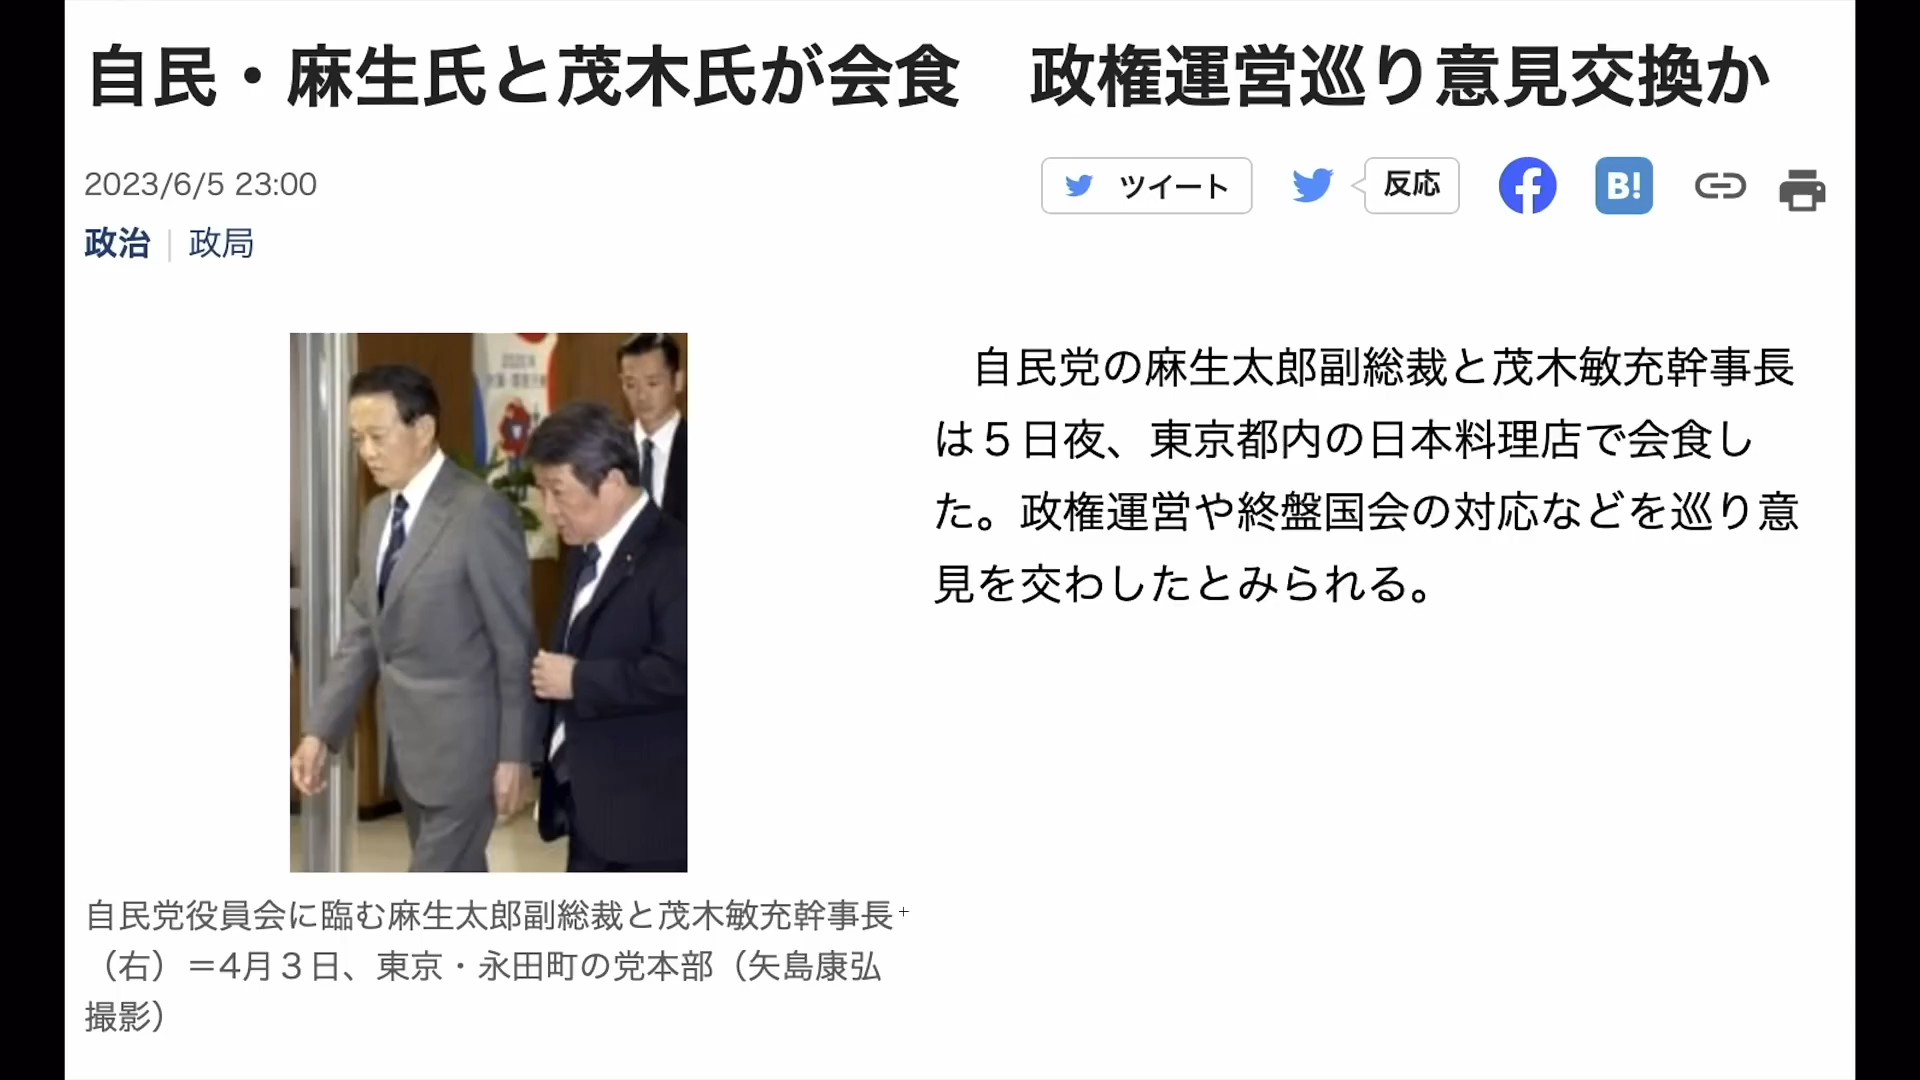 自民・麻生氏と茂木氏が会食　政権運営巡り意見交換か
2023/6/5 23:00
ツイート
反応
B!
政治 | 政局
自民党の麻生太郎副総裁と茂木敏充幹事長
は５日夜、東京都内の日本料理店で会食し
た。政権運営や終盤国会の対応などを巡り意
見を交わしたとみられる。
自民党役員会に臨む麻生太郎副総裁と茂木敏充幹事長
（右）＝4月３日、東京・永田町の党本部（矢島康弘
撮影）